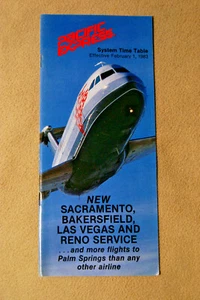 PACIFIC
EXPRESS
System Time Table
Effective February 1, 1983
NEW
SACRAMENTO,
BAKERSFIELD,
LAS VEGAS AND
RENO SERVICE
...and more flights to
Palm Springs than any
other airline